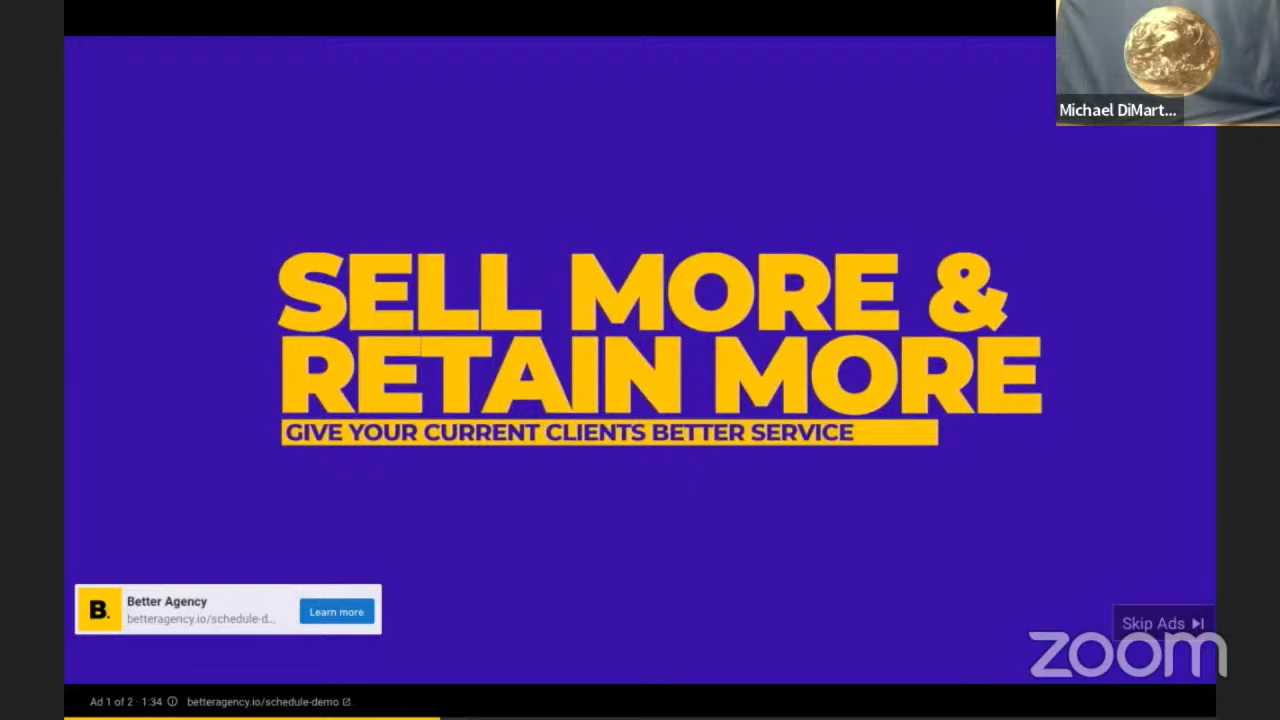 Michael DiMart...
SELL MORE &
RETAIN MORE
GIVE YOUR CURRENT CLIENTS BETTER SERVICE
B.
Better Agency
betteragency.io/schedule-d...
Learn more
Skip Ads
zoom
Ad 1 of 2 · 1:34
betteragency.io/schedule-demo